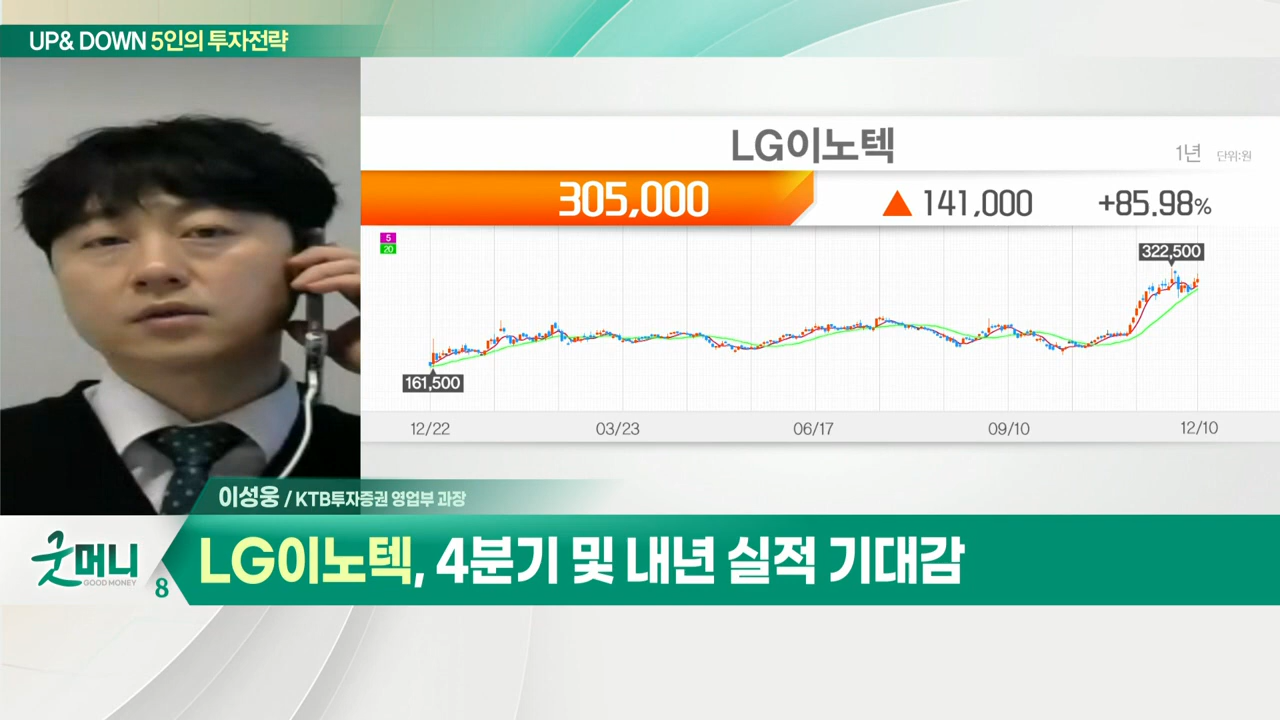 UP& DOWN 5인의 투자전략
LG이노텍
1년 단위:원
305,000 ▲ 141,000 +85.98%
5
20
322,500
161,500
12/22 03/23 06/17 09/10 12/10
이성웅 / KTB투자증권 영업부 과장
굿머니
GOOD MONEY
8
LG이노텍, 4분기 및 내년 실적 기대감